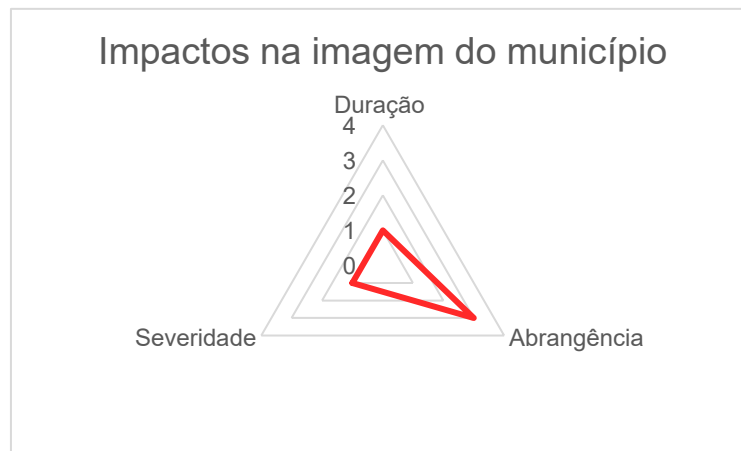 Impactos na imagem do município
Duração
4
3
2
1
0
Severidade
Abrangência